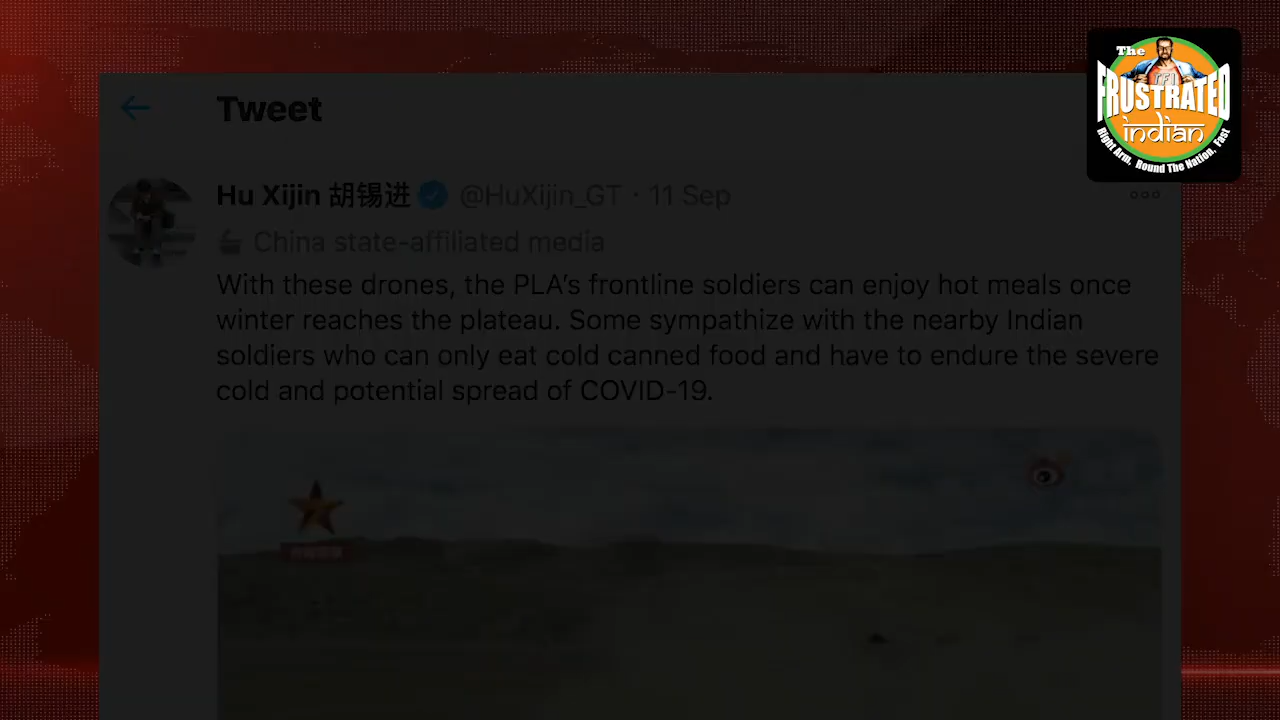 The
TFI
FRUSTRATED
indian
Right Arm, Round The Nation, Fast
Tweet
Hu Xijin 胡锡进 @HuXijin_GT · 11 Sep
China state-affiliated media
With these drones, the PLA's frontline soldiers can enjoy hot meals once
winter reaches the plateau. Some sympathize with the nearby Indian
soldiers who can only eat cold canned food and have to endure the severe
cold and potential spread of COVID-19.